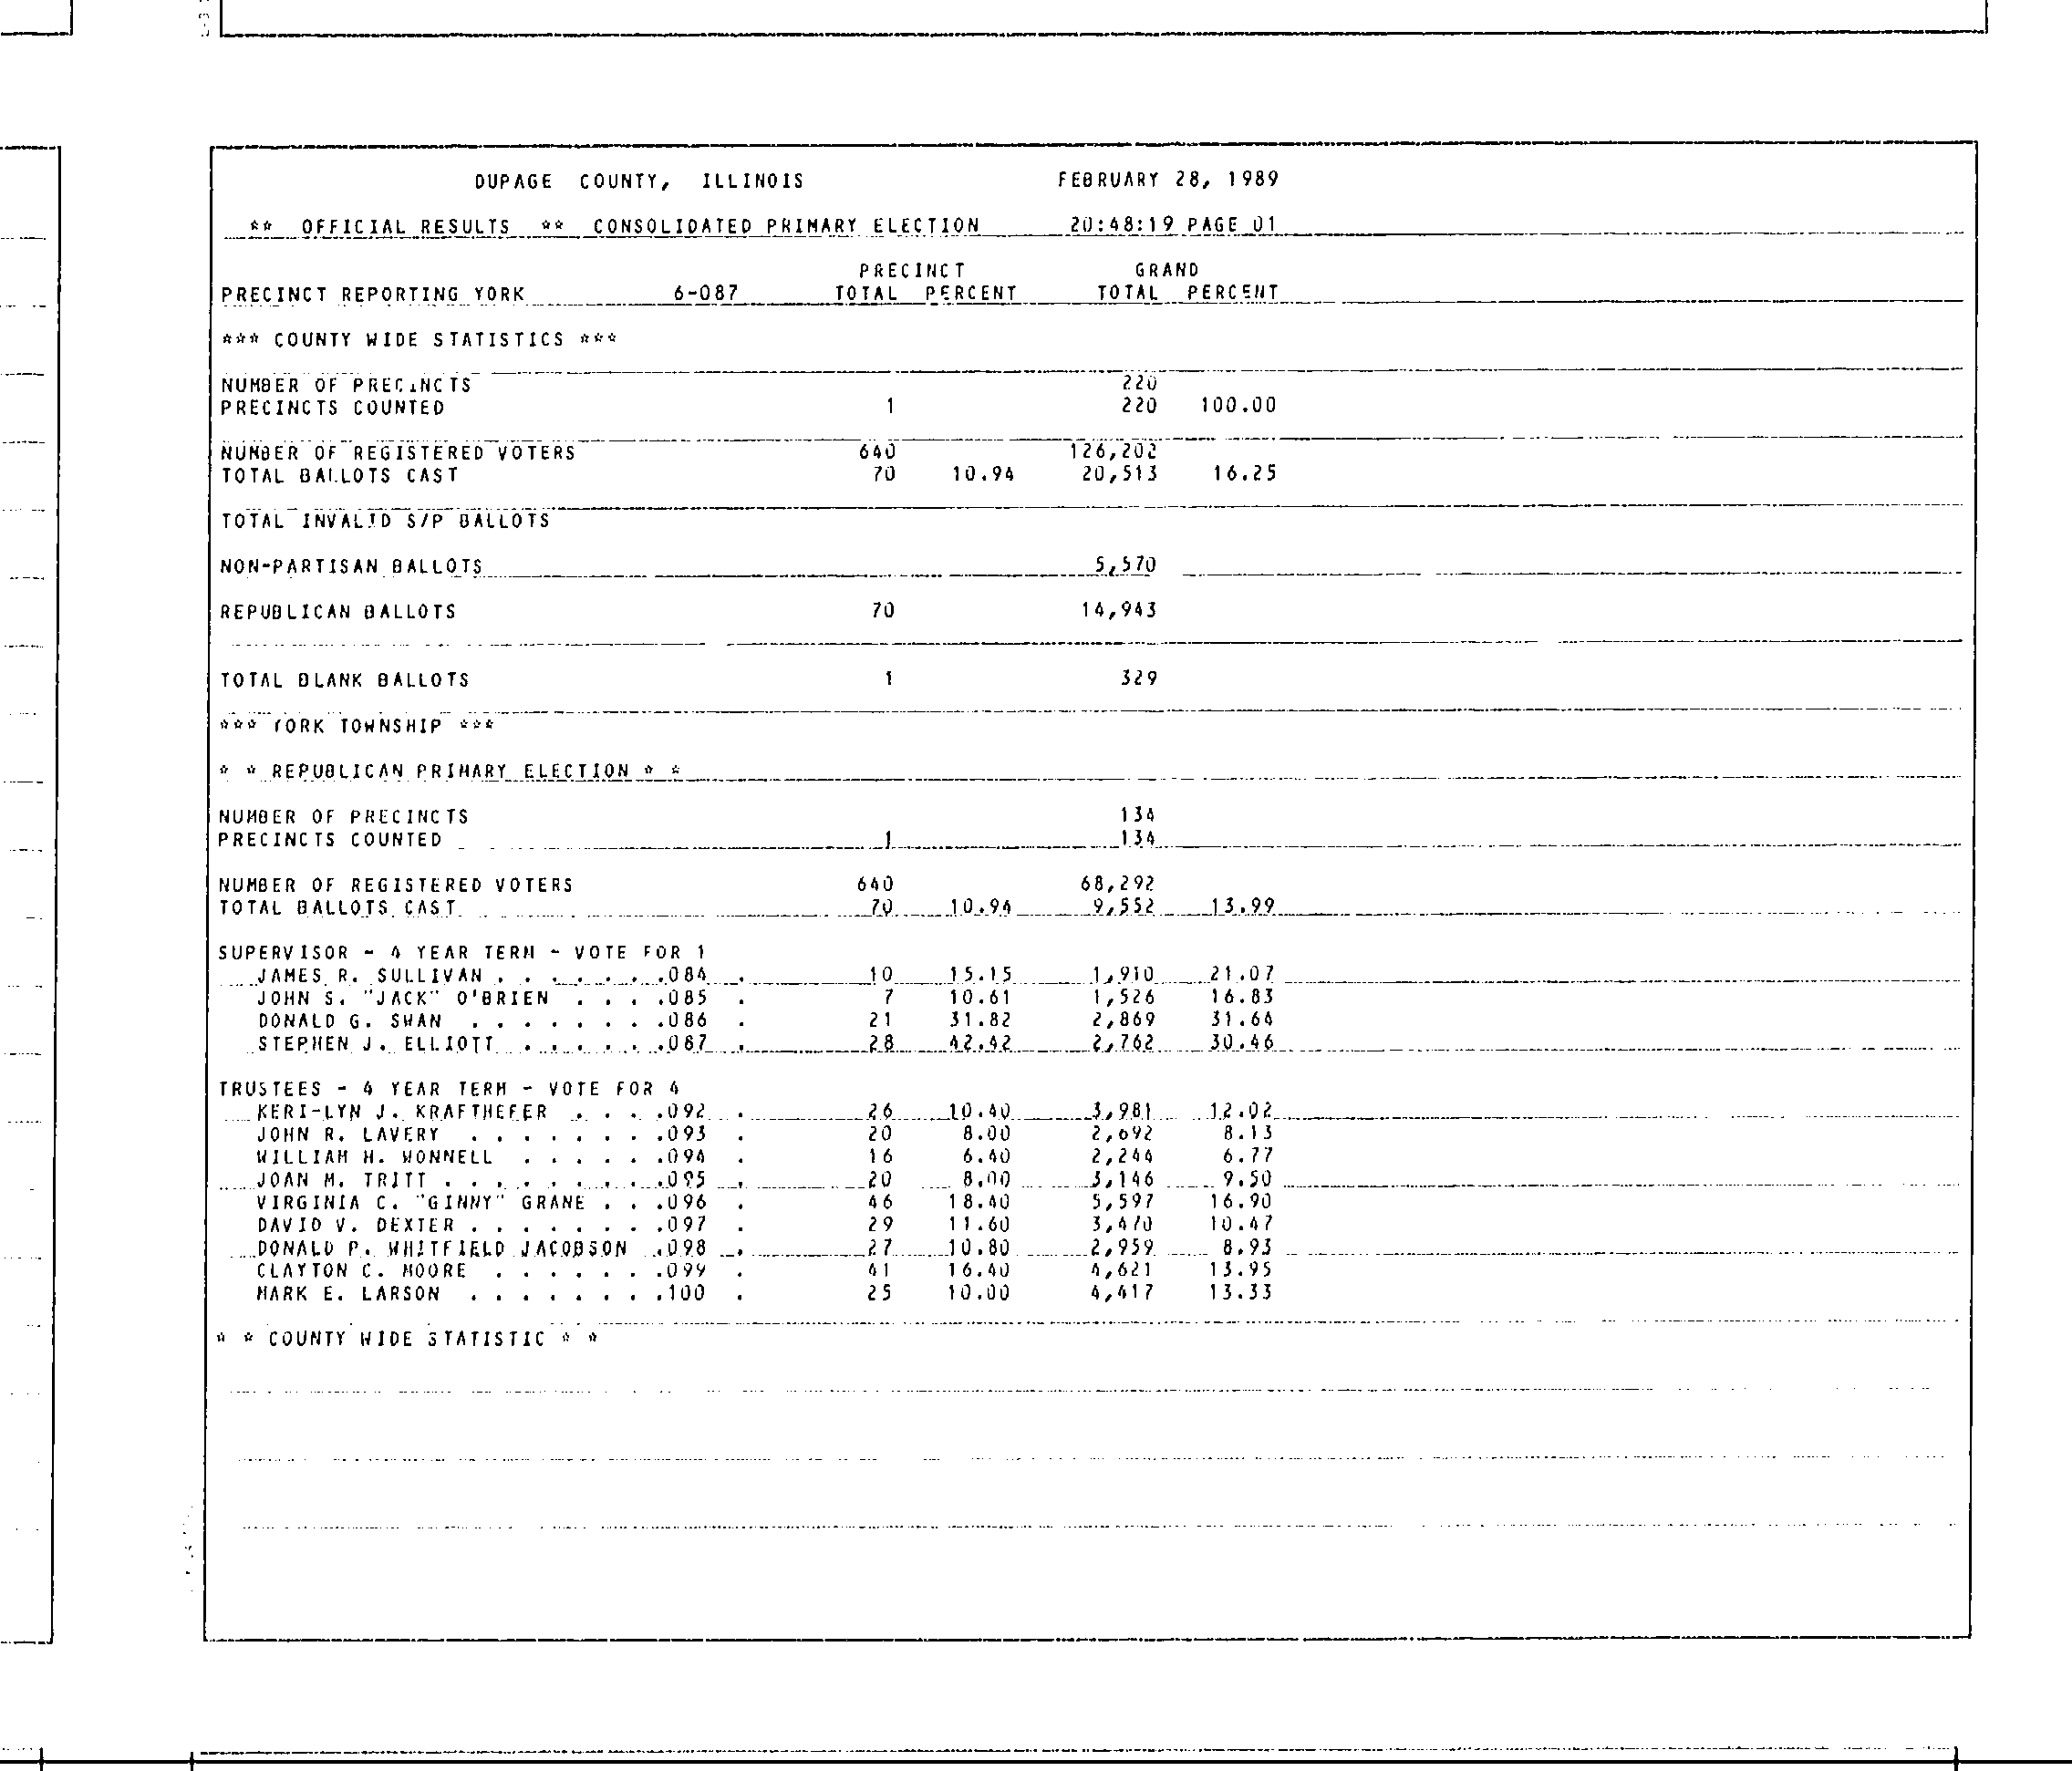 DUPAGE COUNTY, ILLINOIS FEBRUARY 28, 1989
** OFFICIAL RESULTS ** CONSOLIDATED PRIMARY ELECTION 20:48:19 PAGE 01
PRECINCT GRAND
PRECINCT REPORTING YORK 6-087 TOTAL PERCENT TOTAL PERCENT
*** COUNTY WIDE STATISTICS ***
NUMBER OF PRECINCTS 220
PRECINCTS COUNTED 1 220 100.00
NUMBER OF REGISTERED VOTERS 640 126,202
TOTAL BALLOTS CAST 70 10.94 20,513 16.25
TOTAL INVALID S/P BALLOTS
NON-PARTISAN BALLOTS 5,570
REPUBLICAN BALLOTS 70 14,943
TOTAL BLANK BALLOTS 1 329
*** YORK TOWNSHIP ***
* * REPUBLICAN PRIMARY ELECTION * *
NUMBER OF PRECINCTS 134
PRECINCTS COUNTED 1 134
NUMBER OF REGISTERED VOTERS 640 68,292
TOTAL BALLOTS CAST 70 10.94 9,552 13.99
SUPERVISOR - 4 YEAR TERM - VOTE FOR 1
JAMES R. SULLIVAN . . . . . . .084 . 10 15.15 1,910 21.07
JOHN S. "JACK" O'BRIEN . . . .085 . 7 10.61 1,526 16.83
DONALD G. SWAN . . . . . . . .086 . 21 31.82 2,869 31.64
STEPHEN J. ELLIOTT . . . . . .087 . 28 42.42 2,762 30.46
TRUSTEES - 4 YEAR TERM - VOTE FOR 4
KERI-LYN J. KRAFTHEFER . . . .092 . 26 10.40 3,981 12.02
JOHN R. LAVERY . . . . . . . .093 . 20 8.00 2,692 8.13
WILLIAM H. WONNELL . . . . . .094 . 16 6.40 2,244 6.77
JOAN M. TRITT . . . . . . . . .095 . 20 8.00 3,146 9.50
VIRGINIA C. "GINNY" GRANE . . .096 . 46 18.40 5,597 16.90
DAVID V. DEXTER . . . . . . . .097 . 29 11.60 3,470 10.47
DONALD P. WHITFIELD JACOBSON .098 . 27 10.80 2,959 8.93
CLAYTON C. MOORE . . . . . . .099 . 41 16.40 4,621 13.95
MARK E. LARSON . . . . . . . .100 . 25 10.00 4,417 13.33
* * COUNTY WIDE STATISTIC * *